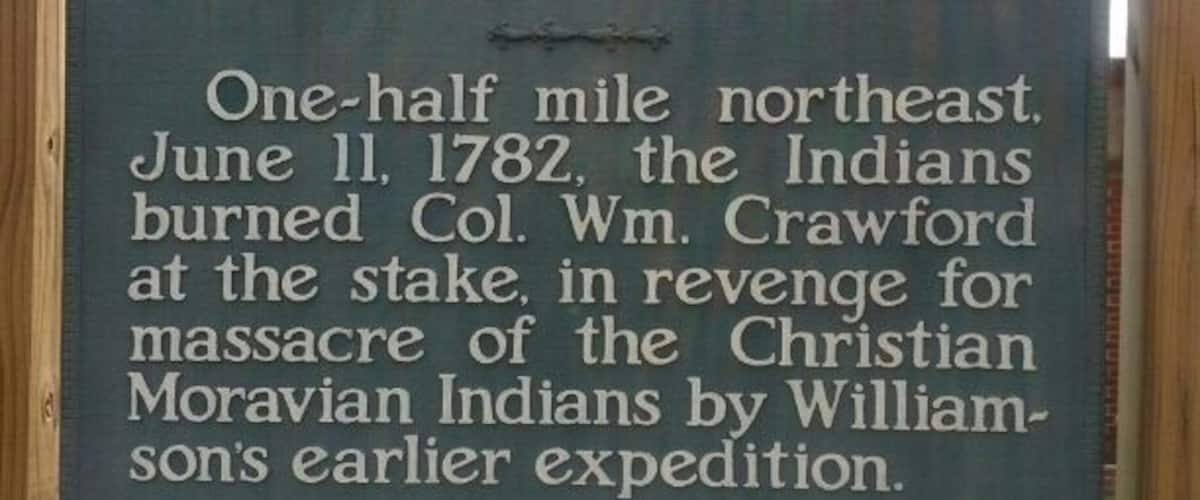 One-half mile northeast,
June 11, 1782, the Indians
burned Col. Wm. Crawford
at the stake, in revenge for
massacre of the Christian
Moravian Indians by William-
son's earlier expedition.